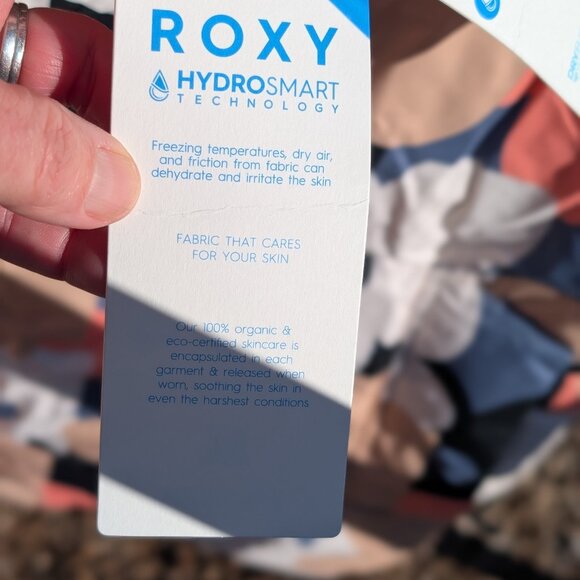 ROXY
HYDROSMART
TECHNOLOGY
Freezing temperatures, dry air,
and friction from fabric can
dehydrate and irritate the skin
FABRIC THAT CARES
FOR YOUR SKIN
Our 100% organic &
eco-certified skincare is
encapsulated in each
garment & released when
worn, soothing the skin in
even the harshest conditions